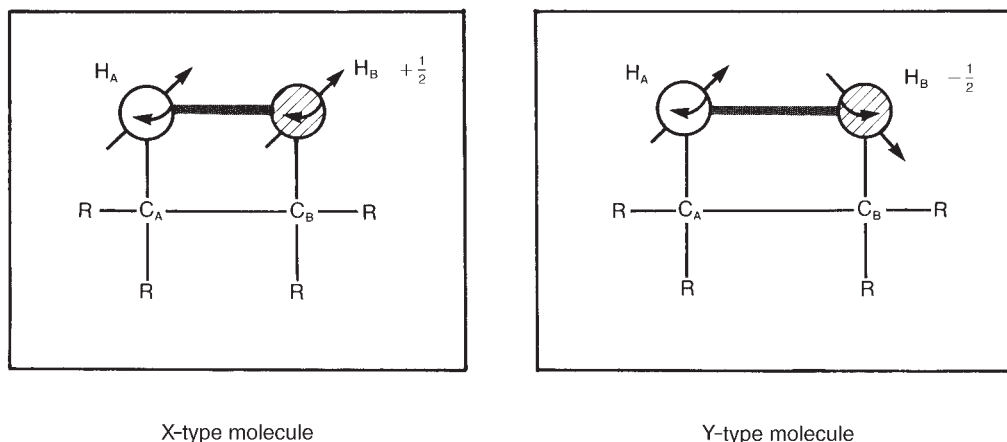 H_A H_B +1/2
R C_A C_B R
R R
H_A H_B -1/2
R C_A C_B R
R R
X-type molecule
Y-type molecule